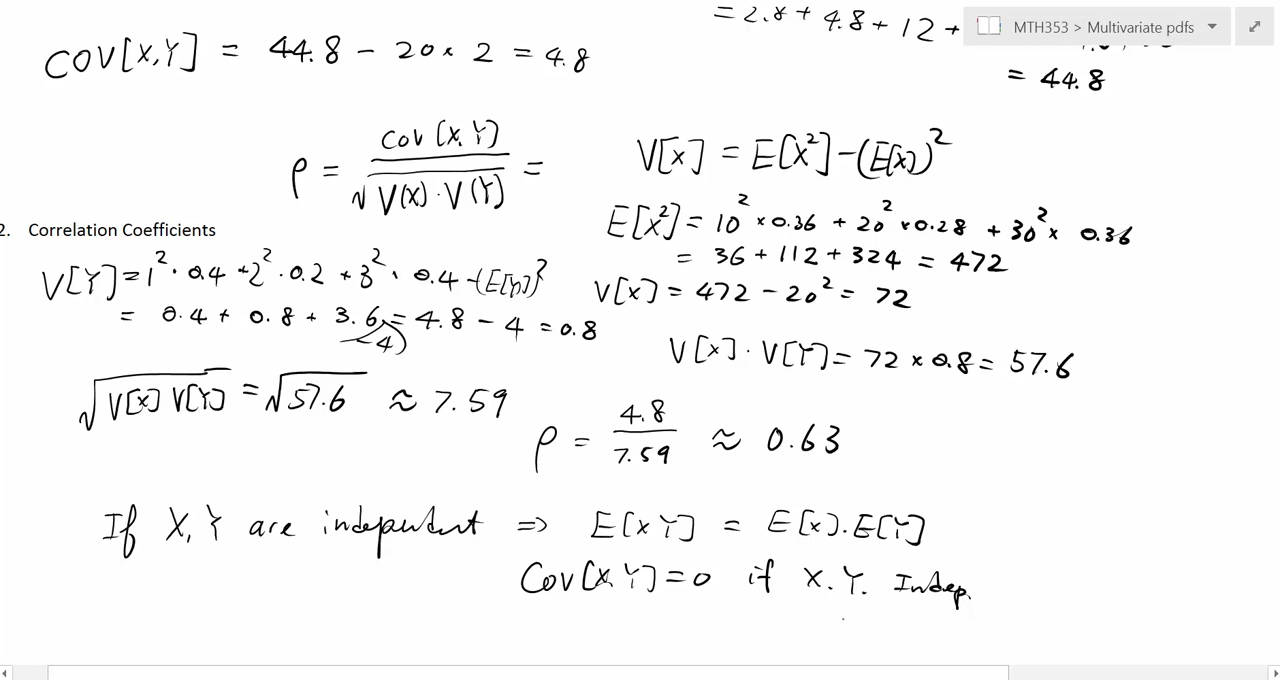 = 2.8 + 4.8 + 12 +
MTH353 > Multivariate pdfs
COV[X,Y] = 44.8 - 20 x 2 = 4.8
= 44.8
ρ = Cov(X,Y) / √V(X)·V(Y) =
V[X] = E[X²] - (E[X])²
2. Correlation Coefficients
E[X²] = 10² x 0.36 + 20² x 0.28 + 30² x 0.36
= 36 + 112 + 324 = 472
V[Y] = 1² · 0.4 + 2² · 0.2 + 3² · 0.4 - (E[Y])²
V[X] = 472 - 20² = 72
= 0.4 + 0.8 + 3.6 = 4.8 - 4 = 0.8
-4)
V[X] · V[Y] = 72 x 0.8 = 57.6
√V[X] V[Y] = √57.6 ≈ 7.59
ρ = 4.8 / 7.59 ≈ 0.63
If X, Y are independent ⇒ E[XY] = E[X].E[Y]
Cov(X,Y) = 0 if X.Y. Indep.